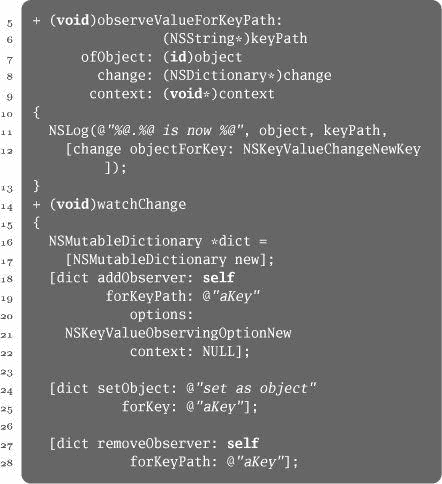 5 + (void)observeValueForKeyPath:
6 (NSString*)keyPath
7 ofObject: (id)object
8 change: (NSDictionary*)change
9 context: (void*)context
10 {
11 NSLog(@"%@.%@ is now %@", object, keyPath,
12 [change objectForKey: NSKeyValueChangeNewKey
]);
13 }
14 + (void)watchChange
15 {
16 NSMutableDictionary *dict =
17 [NSMutableDictionary new];
18 [dict addObserver: self
19 forKeyPath: @"aKey"
20 options:
21 NSKeyValueObservingOptionNew
22 context: NULL];
23
24 [dict setObject: @"set as object"
25 forKey: @"aKey"];
26
27 [dict removeObserver: self
28 forKeyPath: @"aKey"];